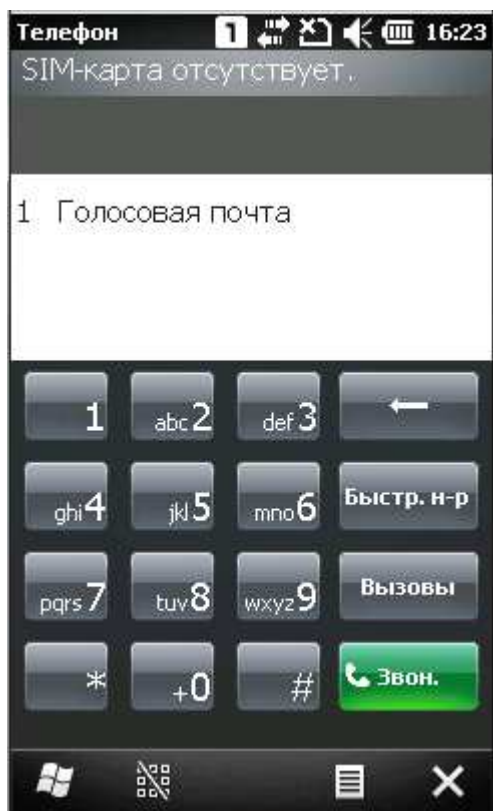 Телефон 1 16:23
SIM-карта отсутствует.
1 Голосовая почта
1 abc2 def3
ghi4 jkl5 mno6 Быстр. н-р
pqrs7 tuv8 wxyz9 Вызовы
* +0 # Звон.